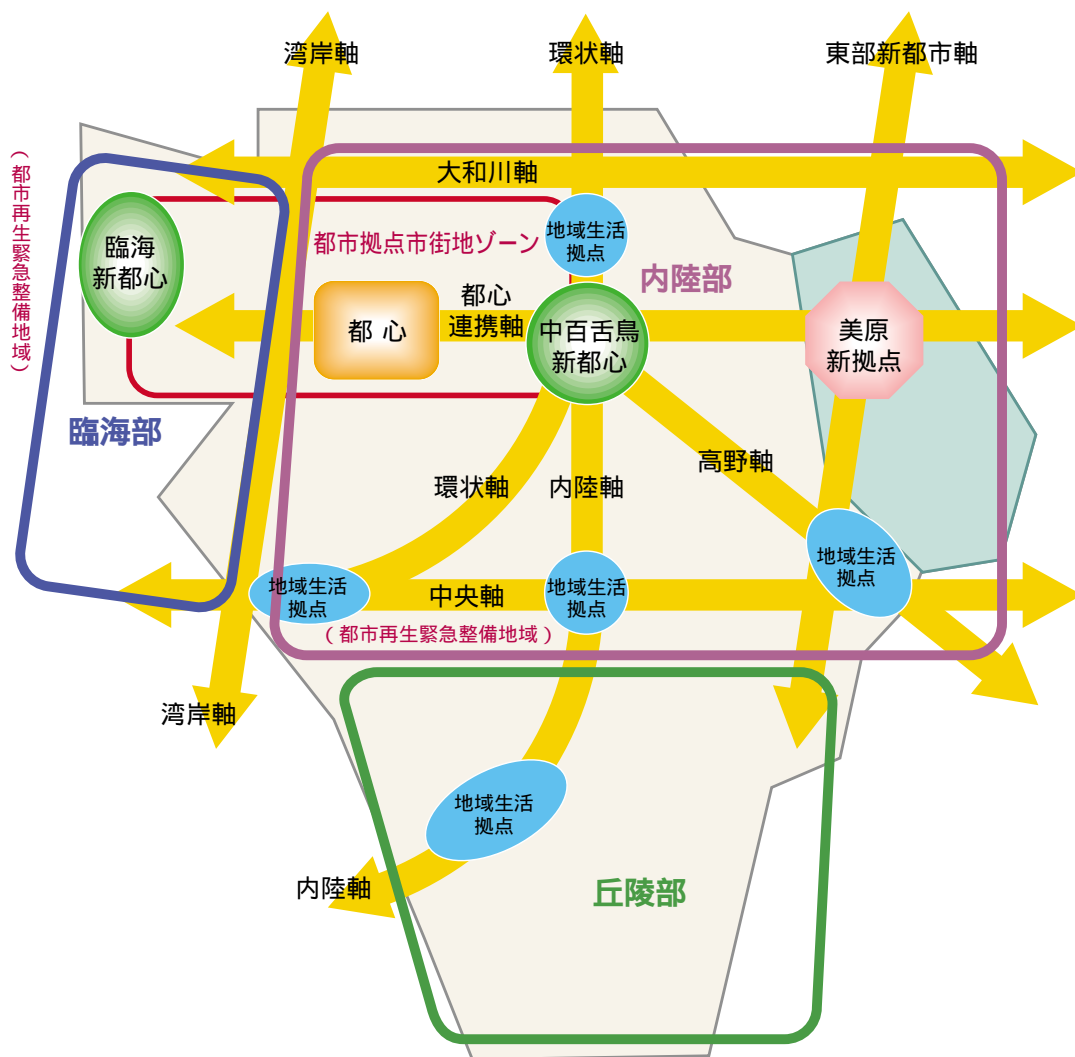 湾岸軸
環状軸
東部新都市軸
(都市再生緊急整備地域)
大和川軸
臨海
新都心
都市拠点市街地ゾーン
地域生活
拠点
内陸部
都 心
都心
連携軸
中百舌鳥
新都心
美原
新拠点
臨海部
環状軸
内陸軸
高野軸
地域生活
拠点
中央軸
地域生活
拠点
地域生活
拠点
(都市再生緊急整備地域)
湾岸軸
地域生活
拠点
内陸軸
丘陵部